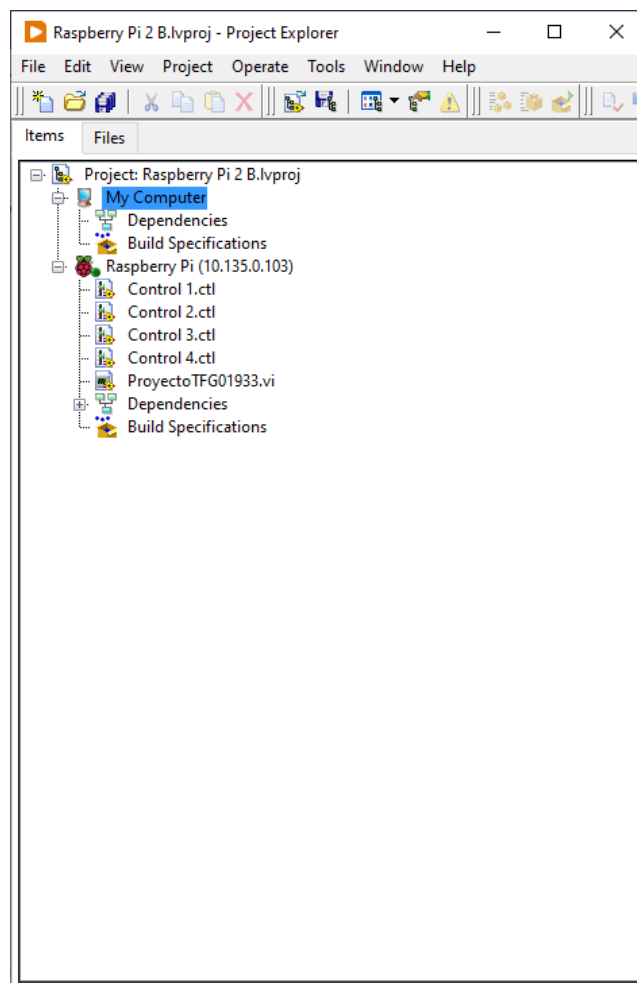 Raspberry Pi 2 B.lvproj - Project Explorer
File Edit View Project Operate Tools Window Help
Items Files
Project: Raspberry Pi 2 B.lvproj
My Computer
Dependencies
Build Specifications
Raspberry Pi (10.135.0.103)
Control 1.ctl
Control 2.ctl
Control 3.ctl
Control 4.ctl
ProyectoTFG01933.vi
Dependencies
Build Specifications